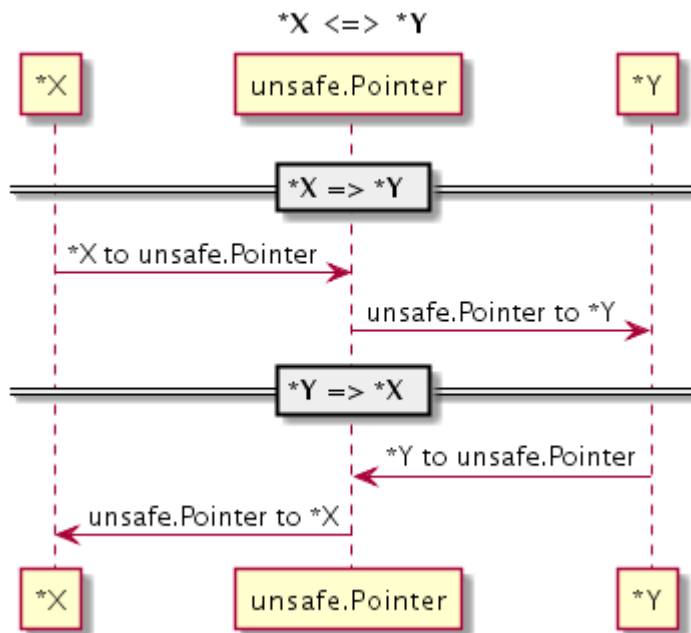 *X <=> *Y
*X unsafe.Pointer *Y
*X => *Y
*X to unsafe.Pointer
unsafe.Pointer to *Y
*Y => *X
*Y to unsafe.Pointer
unsafe.Pointer to *X
*X unsafe.Pointer *Y